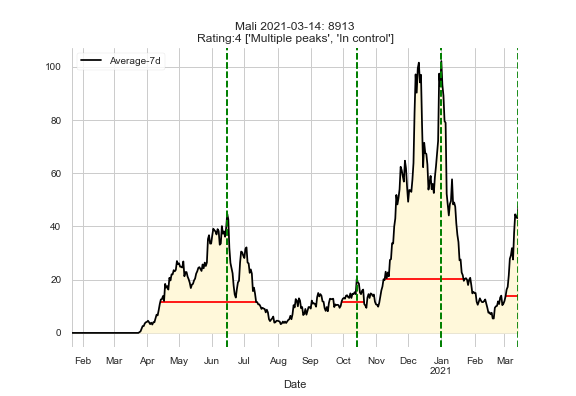 Mali 2021-03-14: 8913
Rating:4 ['Multiple peaks', 'In control']
Average-7d
100
80
60
40
20
0
Feb Mar Apr May Jun Jul Aug Sep Oct Nov Dec Jan Feb Mar
2021
Date